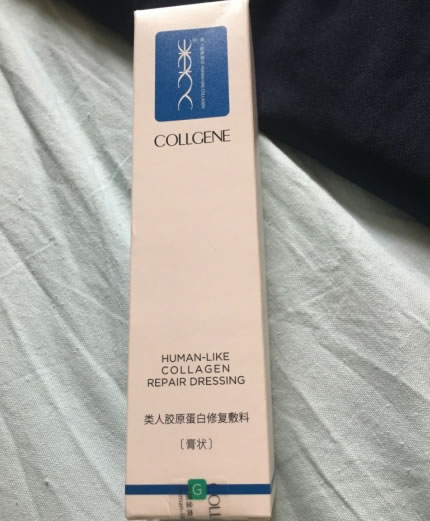 COLLGENE
HUMAN-LIKE
COLLAGEN
REPAIR DRESSING
类人胶原蛋白修复敷料
〔膏状〕
G